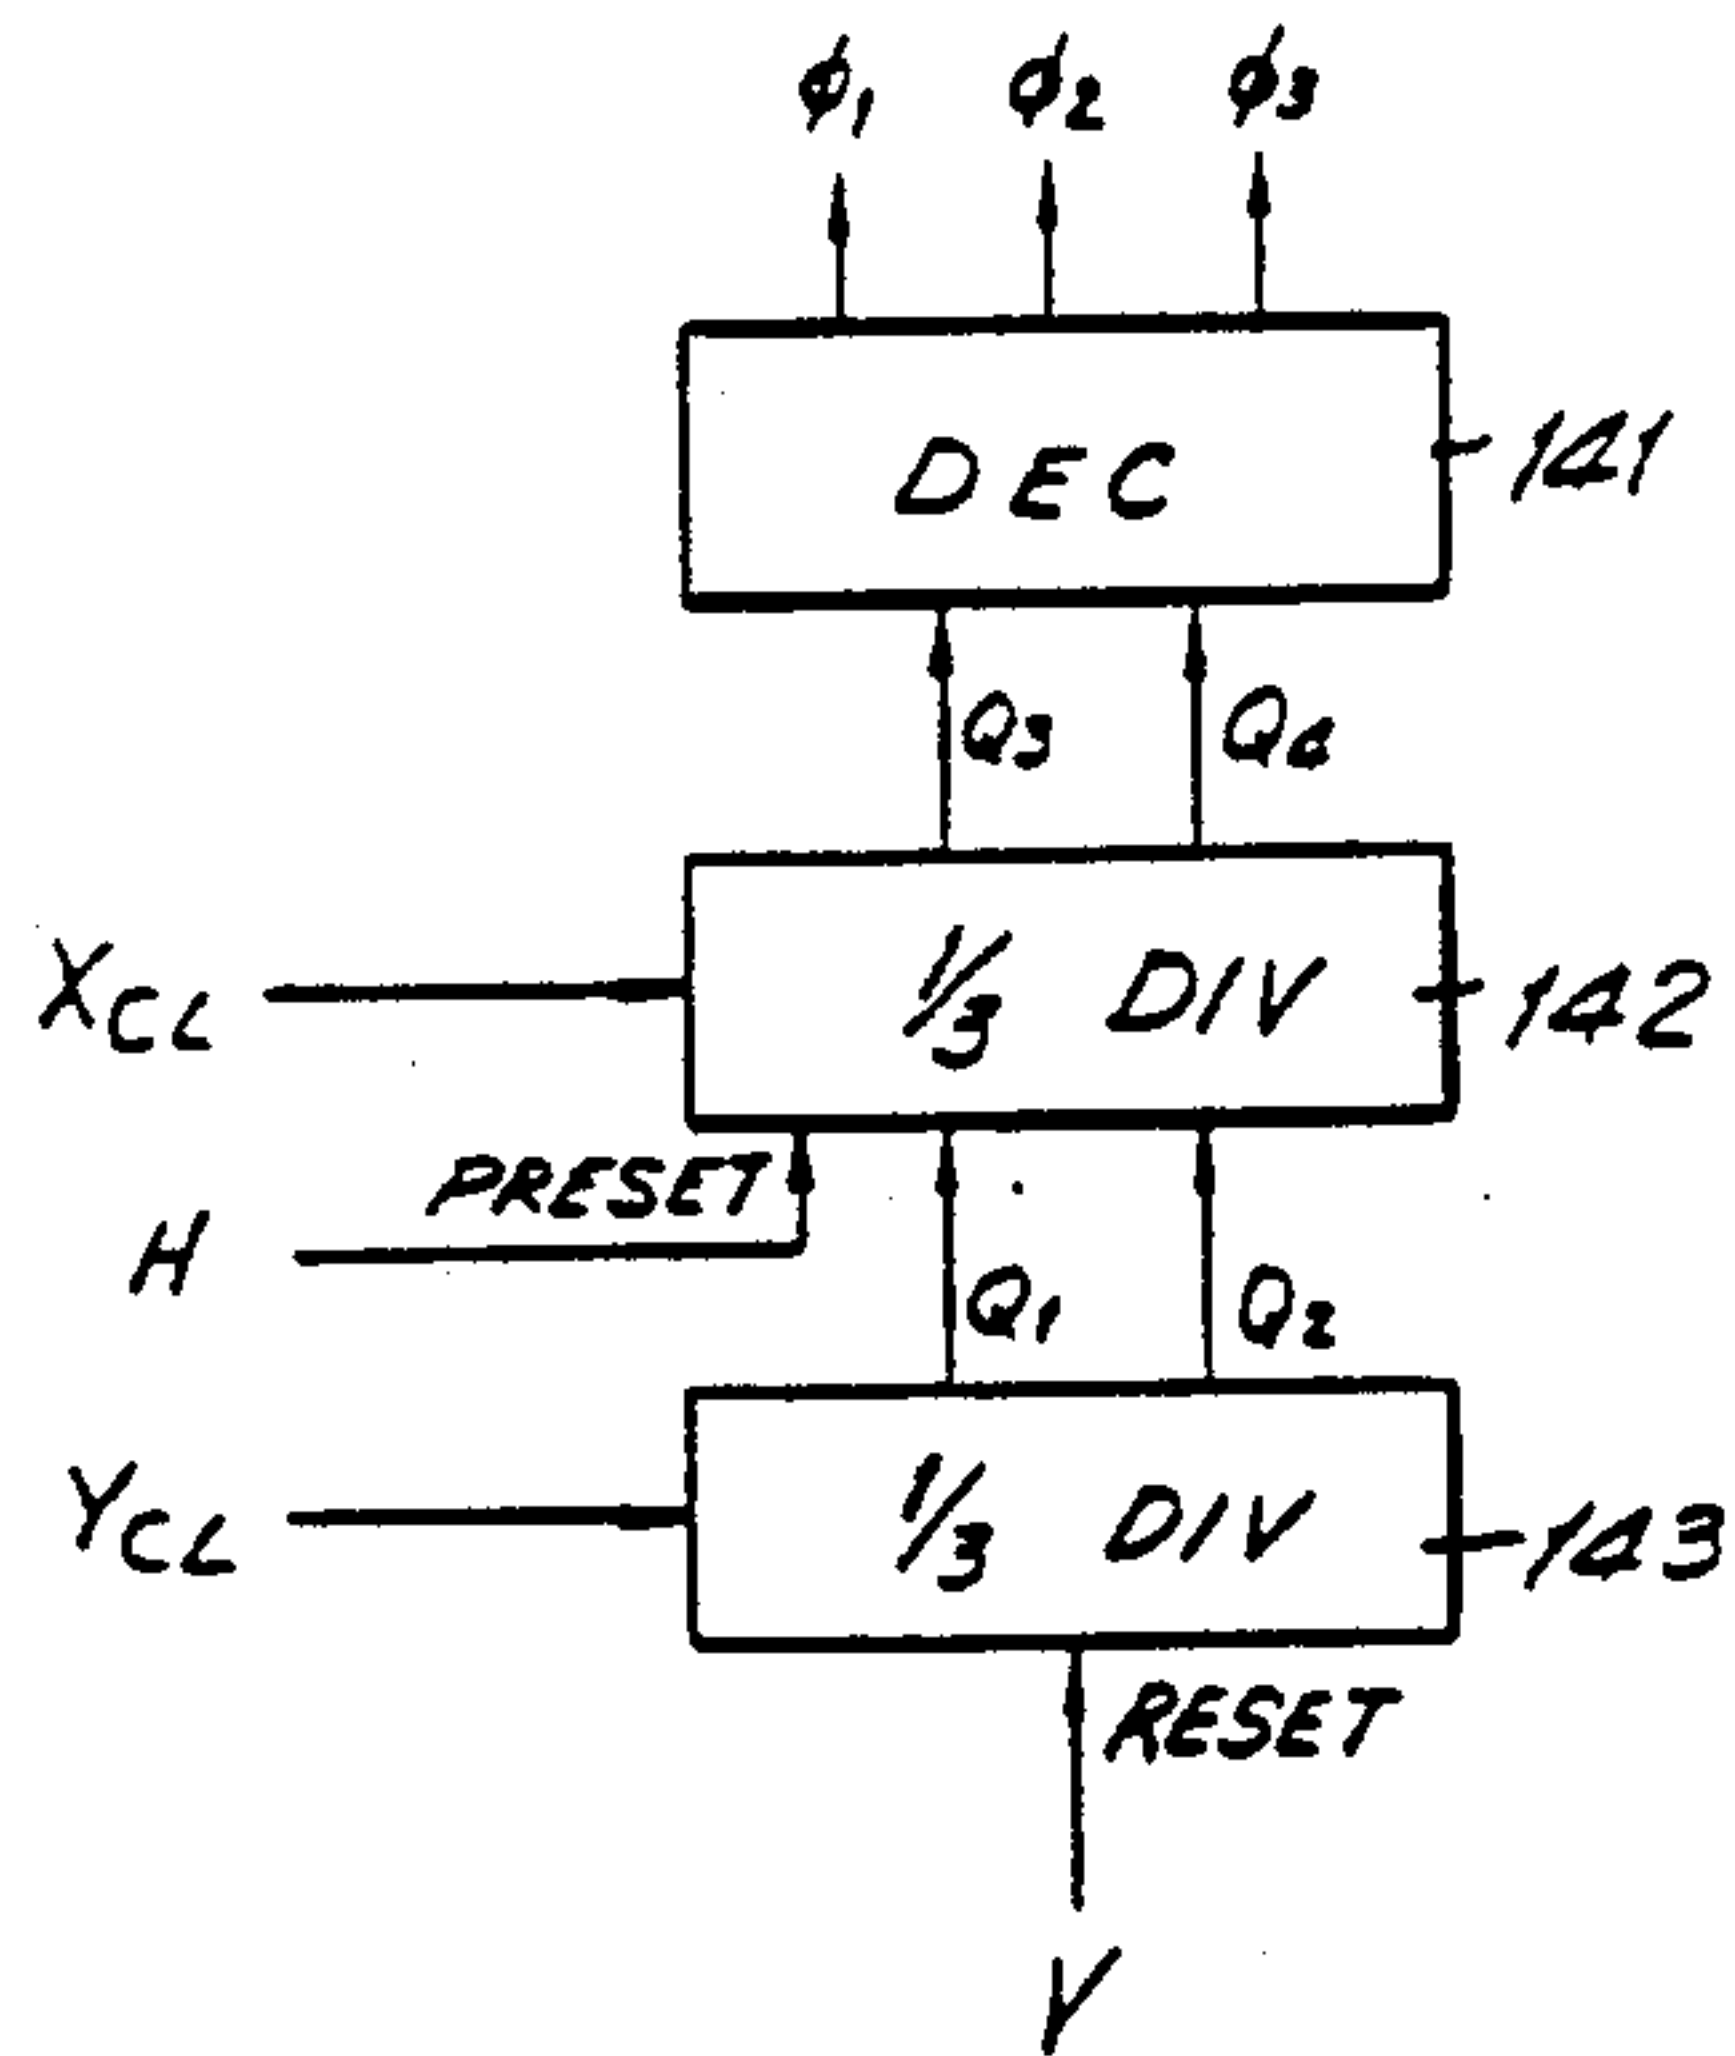 ϕ1 ϕ2 ϕ3
DEC
141
Q3 Q4
XCL
1/3 DIV
142
PRESET
H
Q1 Q2
YCL
1/3 DIV
143
RESET
V